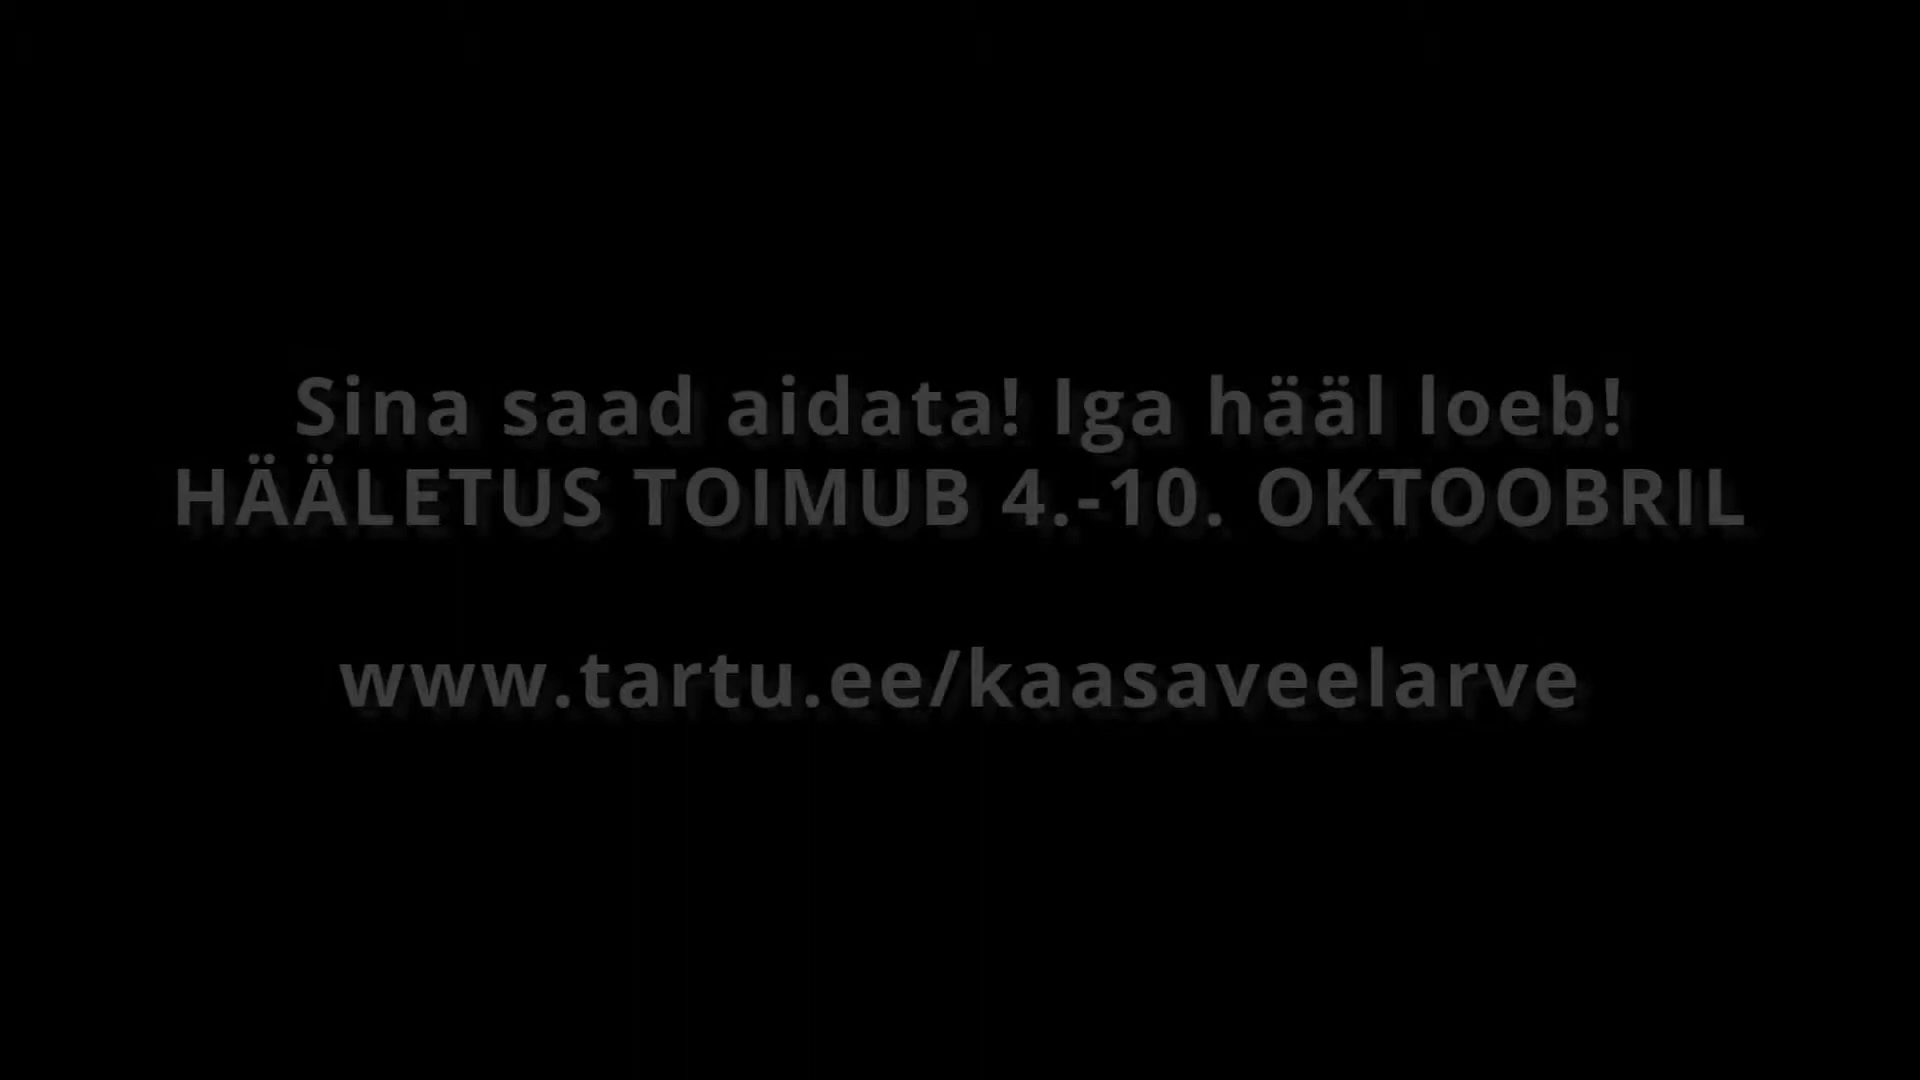 Sina saad aidata! Iga hääl loeb!
HÄÄLETUS TOIMUB 4.-10. OKTOOBRIL
www.tartu.ee/kaasaveelarve